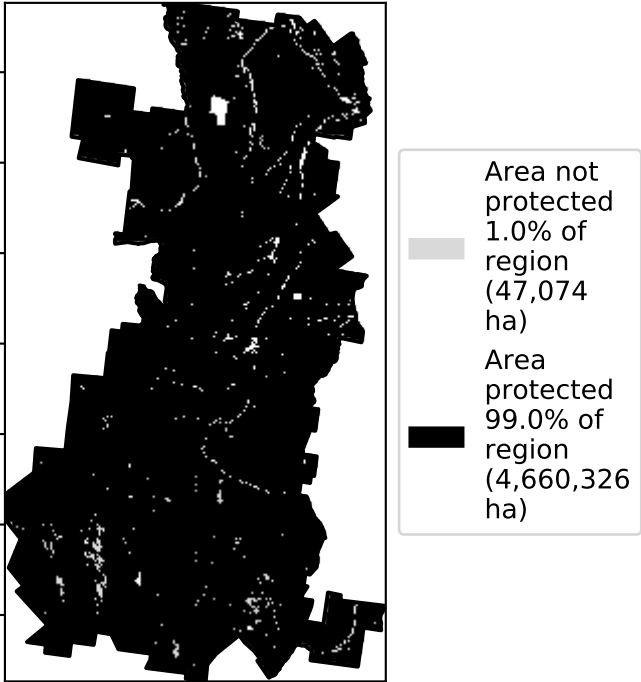 Area not
protected
1.0% of
region
(47,074
ha)
Area
protected
99.0% of
region
(4,660,326
ha)